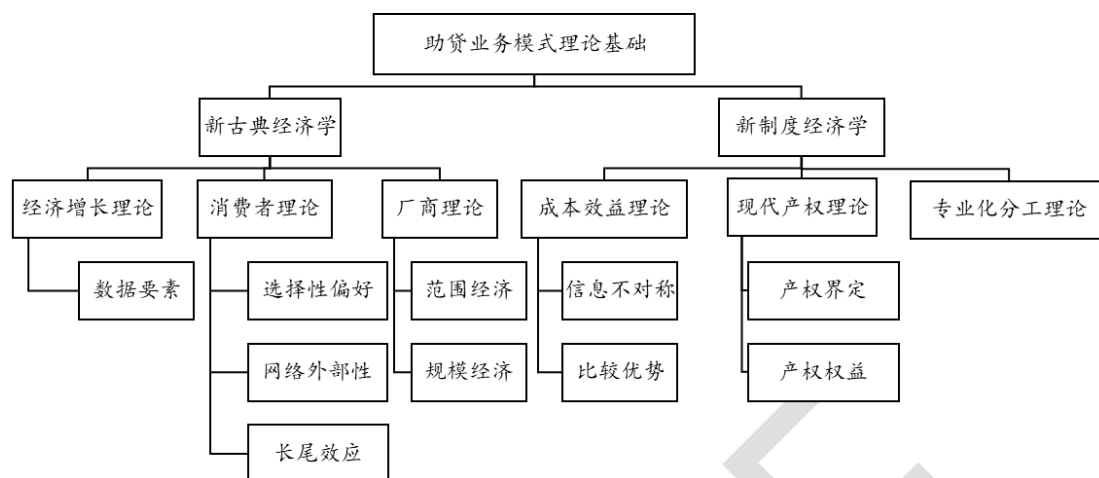 助贷业务模式理论基础
新古典经济学
新制度经济学
经济增长理论
消费者理论
厂商理论
成本效益理论
现代产权理论
专业化分工理论
数据要素
选择性偏好
范围经济
信息不对称
产权界定
网络外部性
规模经济
比较优势
产权权益
长尾效应